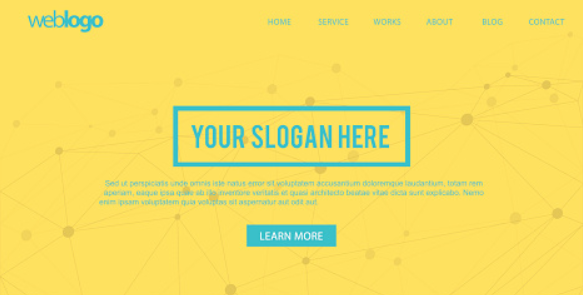 weblogo
HOME SERVICE WORKS ABOUT BLOG CONTACT
YOUR SLOGAN HERE
Sed ut perspiciatis unde omnis iste natus error sit voluptatem accusantium doloremque laudantium, totam rem
aperiam, eaque ipsa quae ab illo inventore veritatis et quasi architecto beatae vitae dicta sunt explicabo. Nemo
enim ipsam voluptatem quia voluptas sit aspernatur aut odit aut
LEARN MORE